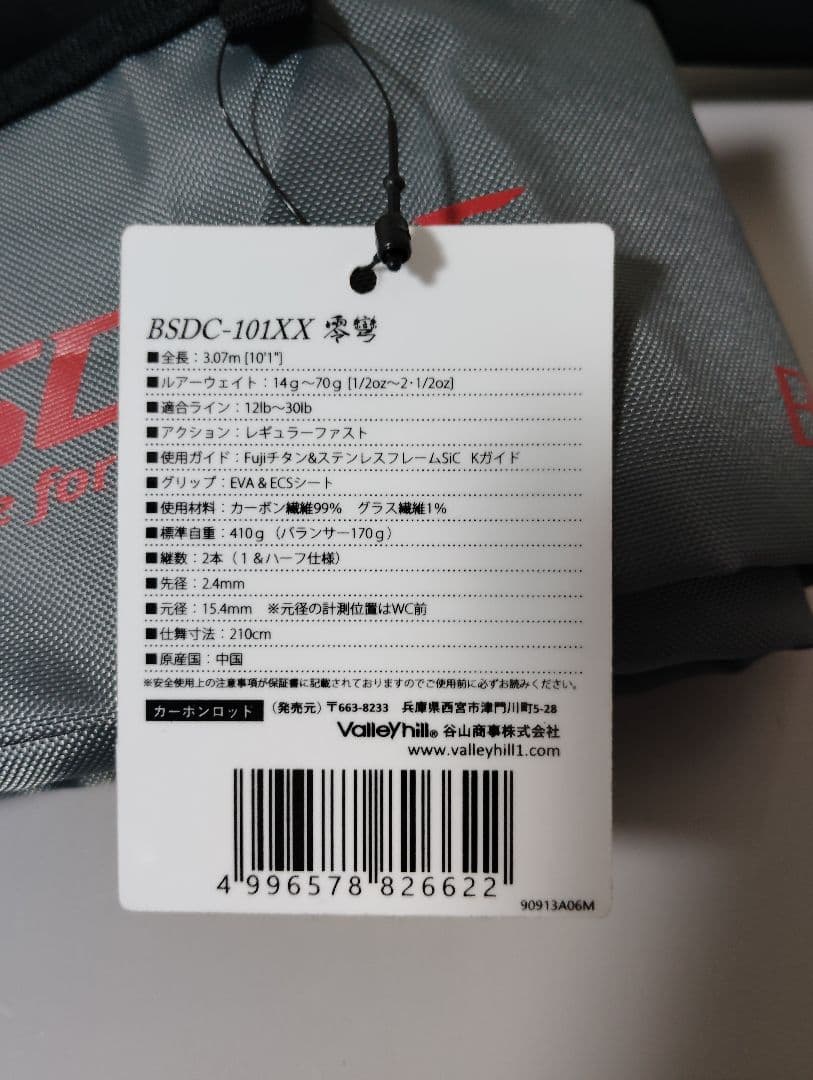 BSDC-101XX 零彎
■全長：3.07m [10'1"]
■ルアーウェイト：14g～70g [1/2oz～2･1/2oz]
■適合ライン：12lb～30lb
■アクション：レギュラーファスト
■使用ガイド：Fujiチタン&ステンレスフレームSiC Kガイド
■グリップ：EVA＆ECSシート
■使用材料：カーボン繊維99% グラス繊維1%
■標準自重：410g（バランサー170g）
■継数：2本（1＆ハーフ仕様）
■先径：2.4mm
■元径：15.4mm ※元径の計測位置はWC前
■仕舞寸法：210cm
■原産国：中国
※安全使用上の注意事項が保証書に記載されておりますのでご使用前に必ずお読みください。
カーボンロット （発売元）〒663-8233 兵庫県西宮市津門川町5-28
Valleyhill® 谷山商事株式会社
www.valleyhill1.com
4 996578 826622
90913A06M
e for